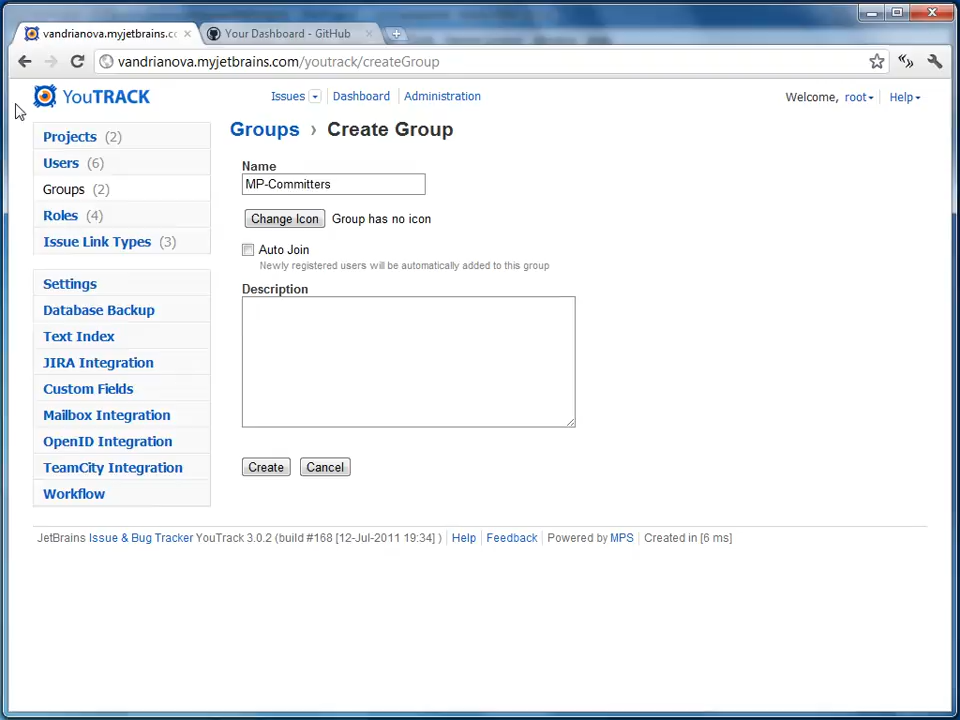 vandrianova.myjetbrains.cc
Your Dashboard - GitHub
vandrianova.myjetbrains.com/youtrack/createGroup
YouTRACK
Issues Dashboard Administration
Welcome, root Help
Projects (2)
Users (6)
Groups (2)
Roles (4)
Issue Link Types (3)
Settings
Database Backup
Text Index
JIRA Integration
Custom Fields
Mailbox Integration
OpenID Integration
TeamCity Integration
Workflow
Groups › Create Group
Name
MP-Committers
Change Icon Group has no icon
Auto Join
Newly registered users will be automatically added to this group
Description
Create Cancel
JetBrains Issue & Bug Tracker YouTrack 3.0.2 (build #168 [12-Jul-2011 19:34] ) Help Feedback Powered by MPS Created in [6 ms]